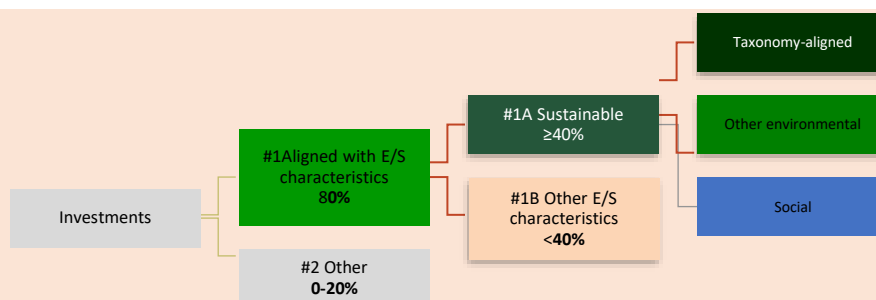 Taxonomy-aligned
#1A Sustainable
≥40%
Other environmental
#1Aligned with E/S
characteristics
80%
#1B Other E/S
characteristics
<40%
Social
Investments
#2 Other
0-20%